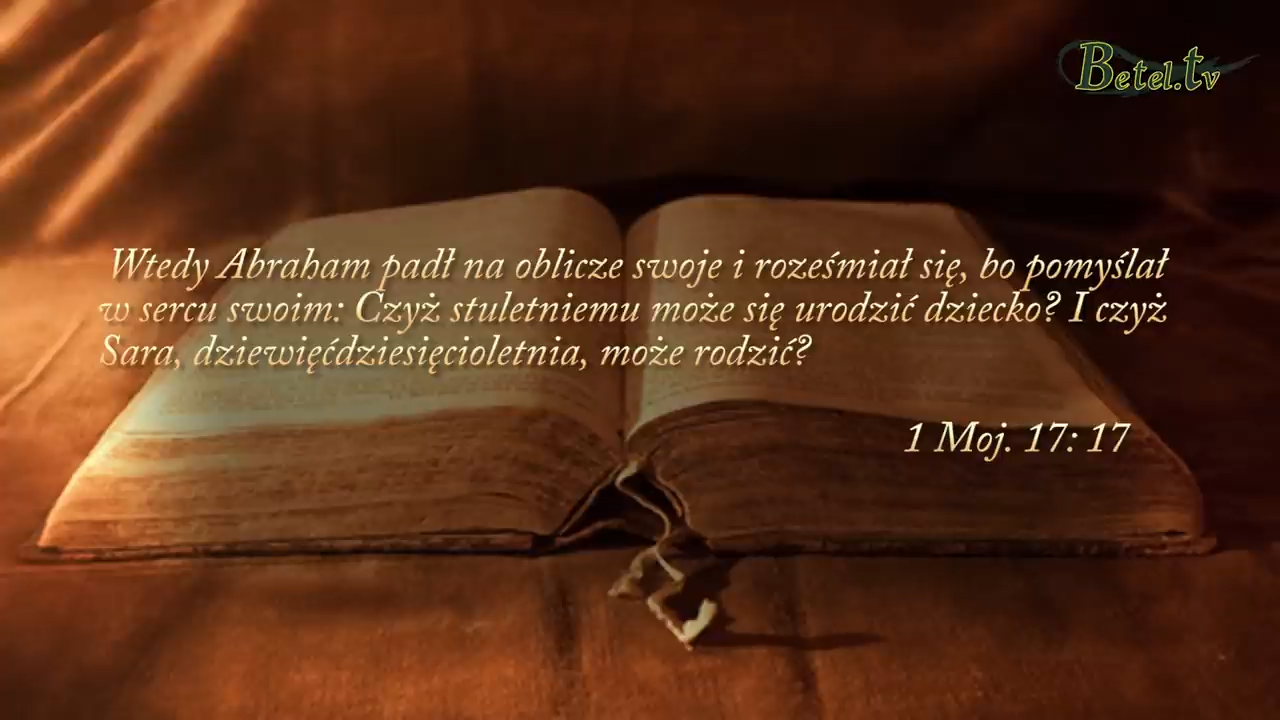 Betel.tv
Wtedy Abraham padł na oblicze swoje i roześmiał się, bo pomyślał
w sercu swoim: Czyż stuletniemu może się urodzić dziecko? I czyż
Sara, dziewięćdziesięcioletnia, może rodzić?
1 Moj. 17: 17